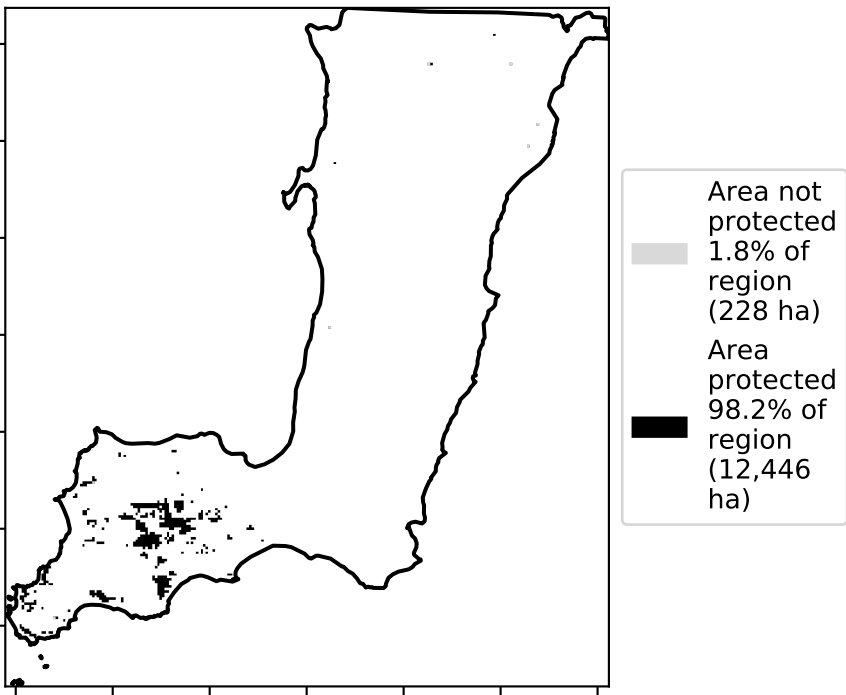 Area not
protected
1.8% of
region
(228 ha)
Area
protected
98.2% of
region
(12,446
ha)